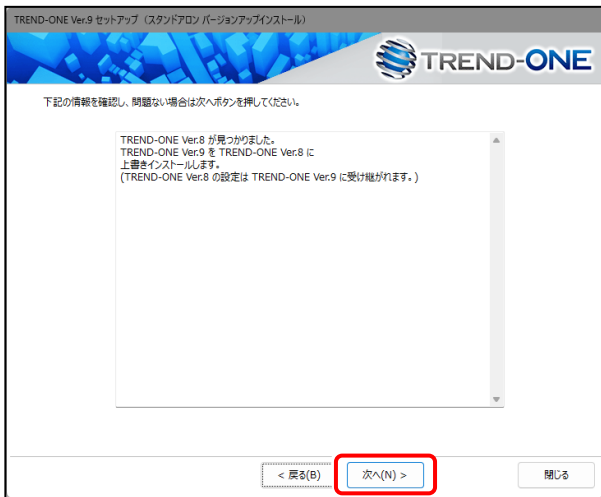 TREND-ONE Ver.9 セットアップ（スタンドアロン バージョンアップインストール）
TREND-ONE
下記の情報を確認し、問題ない場合は次へボタンを押してください。
TREND-ONE Ver.8 が見つかりました。
TREND-ONE Ver.9 を TREND-ONE Ver.8 に
上書きインストールします。
(TREND-ONE Ver.8 の設定は TREND-ONE Ver.9 に受け継がれます。)
< 戻る(B)
次へ(N) >
閉じる